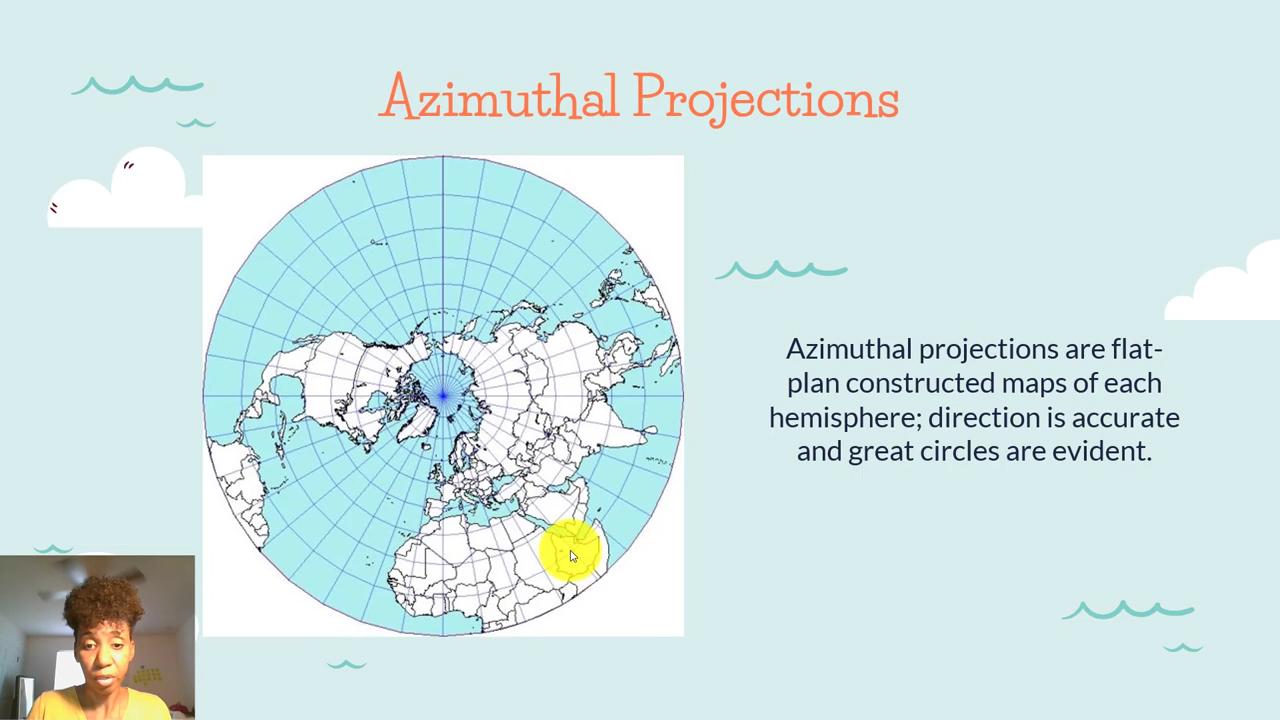 Azimuthal Projections
Azimuthal projections are flat-
plan constructed maps of each
hemisphere; direction is accurate
and great circles are evident.